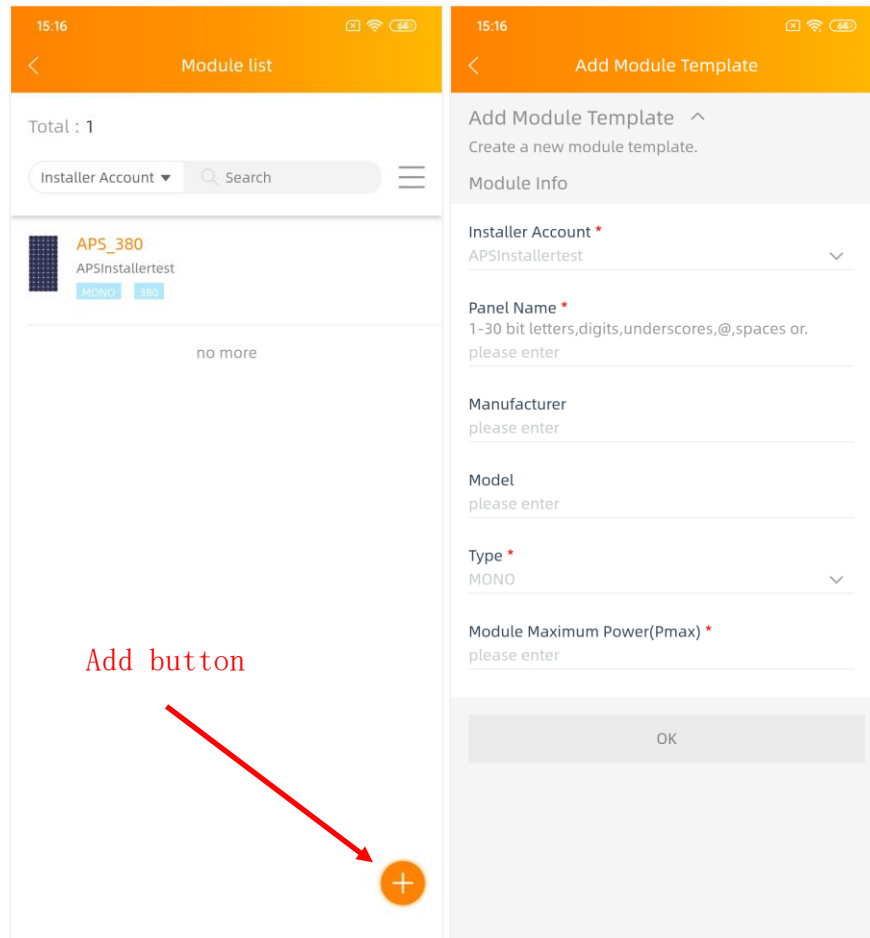 15:16
64
Module list
Total : 1
Installer Account ▼
Search
APS_380
APSInstallertest
MONO 380
no more
Add button
15:16
64
Add Module Template
Add Module Template
Create a new module template.
Module Info
Installer Account *
APSInstallertest
Panel Name *
1-30 bit letters,digits,underscores,@,spaces or.
please enter
Manufacturer
please enter
Model
please enter
Type *
MONO
Module Maximum Power(Pmax) *
please enter
OK